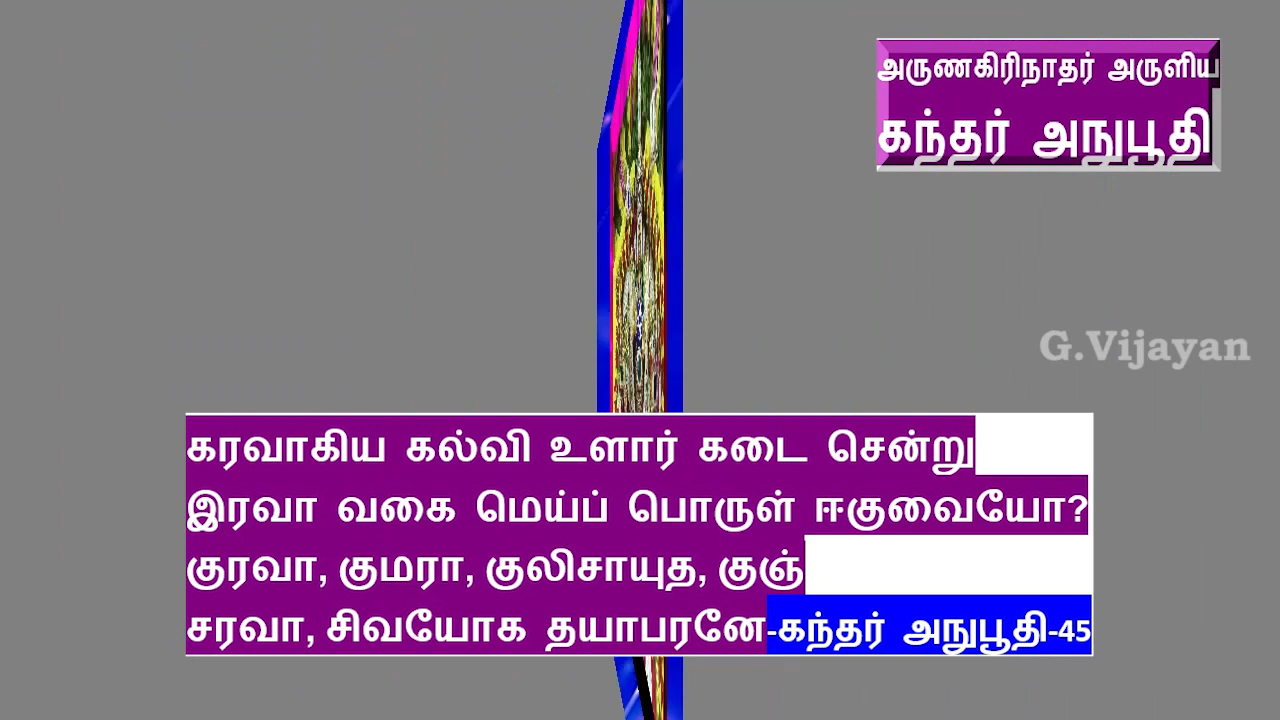 அருணகிரிநாதர் அருளிய
கந்தர் அநுபூதி
G.Vijayan
கரவாகிய கல்வி உளார் கடை சென்று
இரவா வகை மெய்ப் பொருள் ஈகுவையோ?
குரவா, குமரா, குலிசாயுத, குஞ்
சரவா, சிவயோக தயாபரனே-கந்தர் அநுபூதி-45